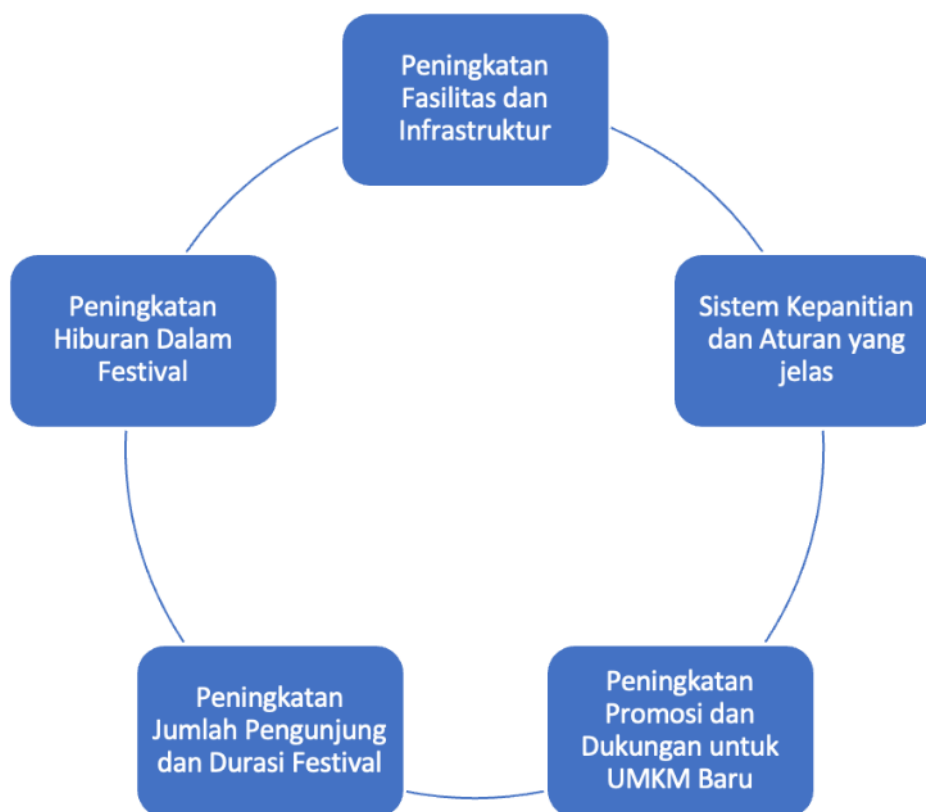 Peningkatan
Fasilitas dan
Infrastruktur
Sistem Kepanitian
dan Aturan yang
jelas
Peningkatan
Promosi dan
Dukungan untuk
UMKM Baru
Peningkatan
Jumlah Pengunjung
dan Durasi Festival
Peningkatan
Hiburan Dalam
Festival